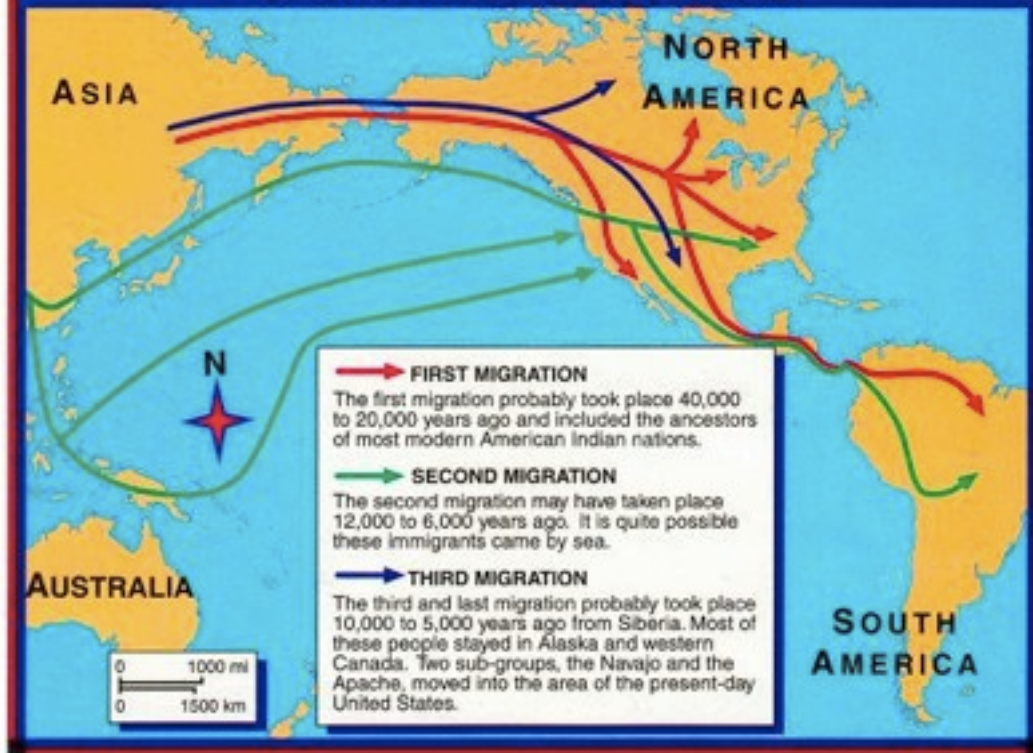 ASIA
NORTH
AMERICA
N
FIRST MIGRATION
The first migration probably took place 40,000
to 20,000 years ago and included the ancestors
of most modern American Indian nations.
SECOND MIGRATION
The second migration may have taken place
12,000 to 6,000 years ago. It is quite possible
these immigrants came by sea.
THIRD MIGRATION
The third and last migration probably took place
10,000 to 5,000 years ago from Siberia. Most of
these people stayed in Alaska and western
Canada. Two sub-groups, the Navajo and the
Apache, moved into the area of the present-day
United States.
AUSTRALIA
0 1000 mi
0 1500 km
SOUTH
AMERICA